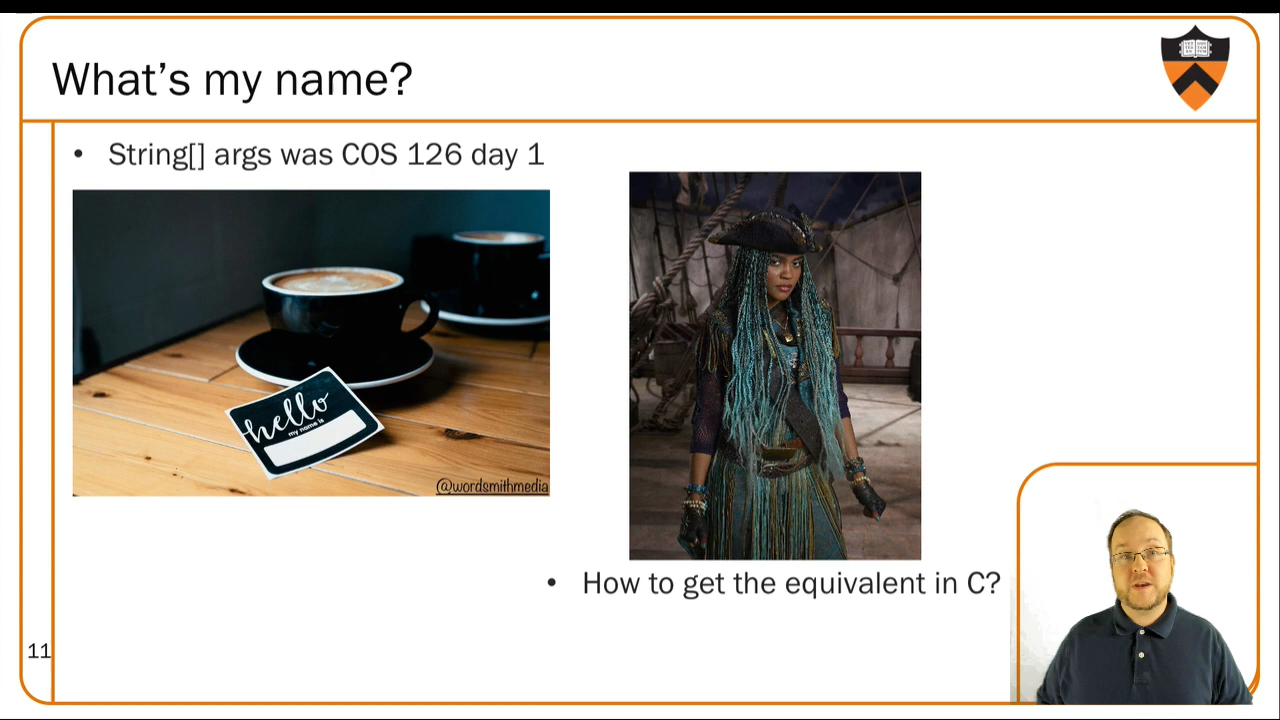 What's my name?
• String[] args was COS 126 day 1
hello
my name is
@wordsmithmedia
• How to get the equivalent in C?
11